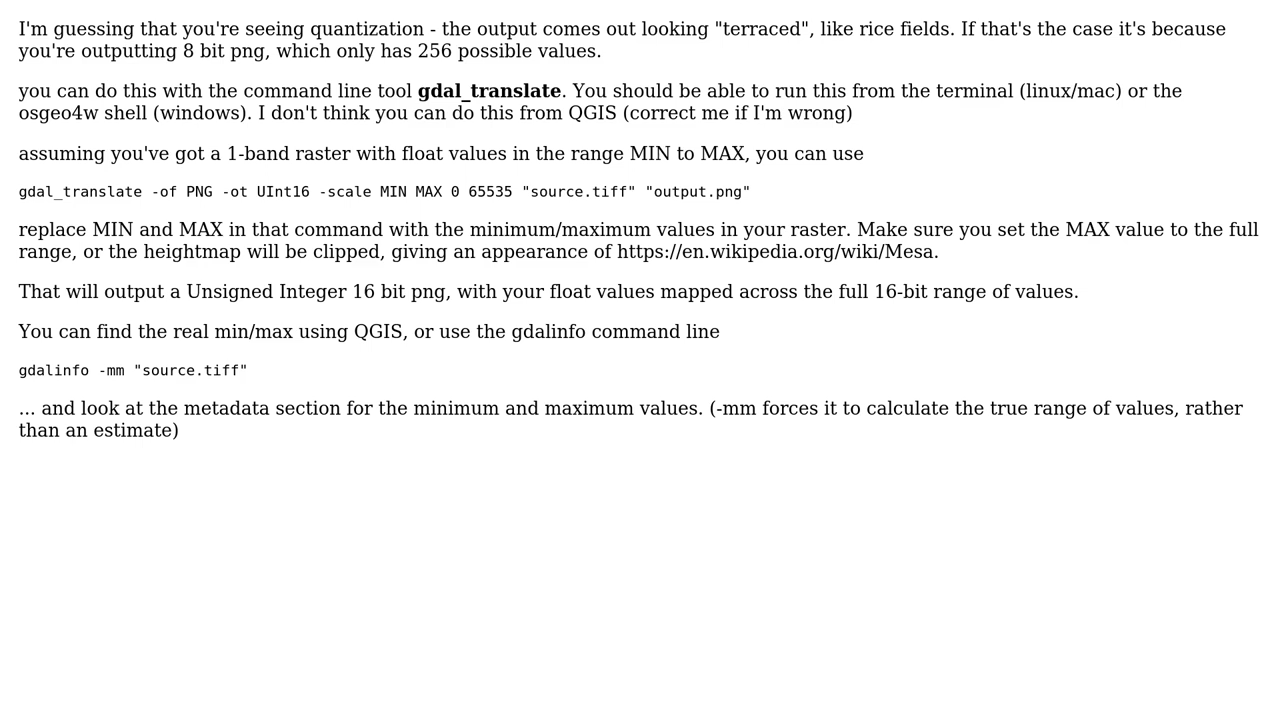 I'm guessing that you're seeing quantization - the output comes out looking "terraced", like rice fields. If that's the case it's because
you're outputting 8 bit png, which only has 256 possible values.
you can do this with the command line tool gdal_translate. You should be able to run this from the terminal (linux/mac) or the
osgeo4w shell (windows). I don't think you can do this from QGIS (correct me if I'm wrong)
assuming you've got a 1-band raster with float values in the range MIN to MAX, you can use
gdal_translate -of PNG -ot UInt16 -scale MIN MAX 0 65535 "source.tiff" "output.png"
replace MIN and MAX in that command with the minimum/maximum values in your raster. Make sure you set the MAX value to the full
range, or the heightmap will be clipped, giving an appearance of https://en.wikipedia.org/wiki/Mesa.
That will output a Unsigned Integer 16 bit png, with your float values mapped across the full 16-bit range of values.
You can find the real min/max using QGIS, or use the gdalinfo command line
gdalinfo -mm "source.tiff"
... and look at the metadata section for the minimum and maximum values. (-mm forces it to calculate the true range of values, rather
than an estimate)